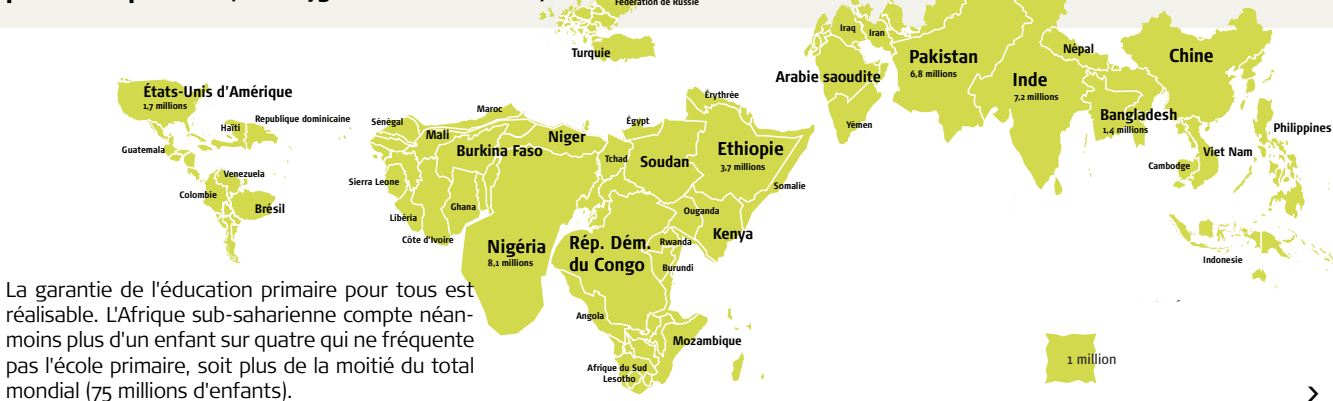 Fédération de Russie
Turquie
Iraq
Iran
Pakistan
6,8 millions
Népal
Chine
Inde
7,2 millions
Arabie saoudite
Yémen
Bangladesh
1,4 millions
Philippines
Viet Nam
Cambodge
Indonesie
États-Unis d'Amérique
1,7 millions
Haïti
Republique dominicaine
Guatemala
Venezuela
Colombie
Brésil
Maroc
Sénégal
Mali
Burkina Faso
Niger
Égypt
Érythrée
Tchad
Soudan
Ethiopie
3,7 millions
Somalie
Sierra Leone
Libéria
Ghana
Côte d'Ivoire
Nigéria
8,1 millions
Rép. Dém.
du Congo
Ouganda
Rwanda
Kenya
Burundi
Angola
Mozambique
Afrique du Sud
Lesotho
La garantie de l'éducation primaire pour tous est
réalisable. L'Afrique sub-saharienne compte néan-
moins plus d'un enfant sur quatre qui ne fréquente
pas l'école primaire, soit plus de la moitié du total
mondial (75 millions d'enfants).
1 million
›